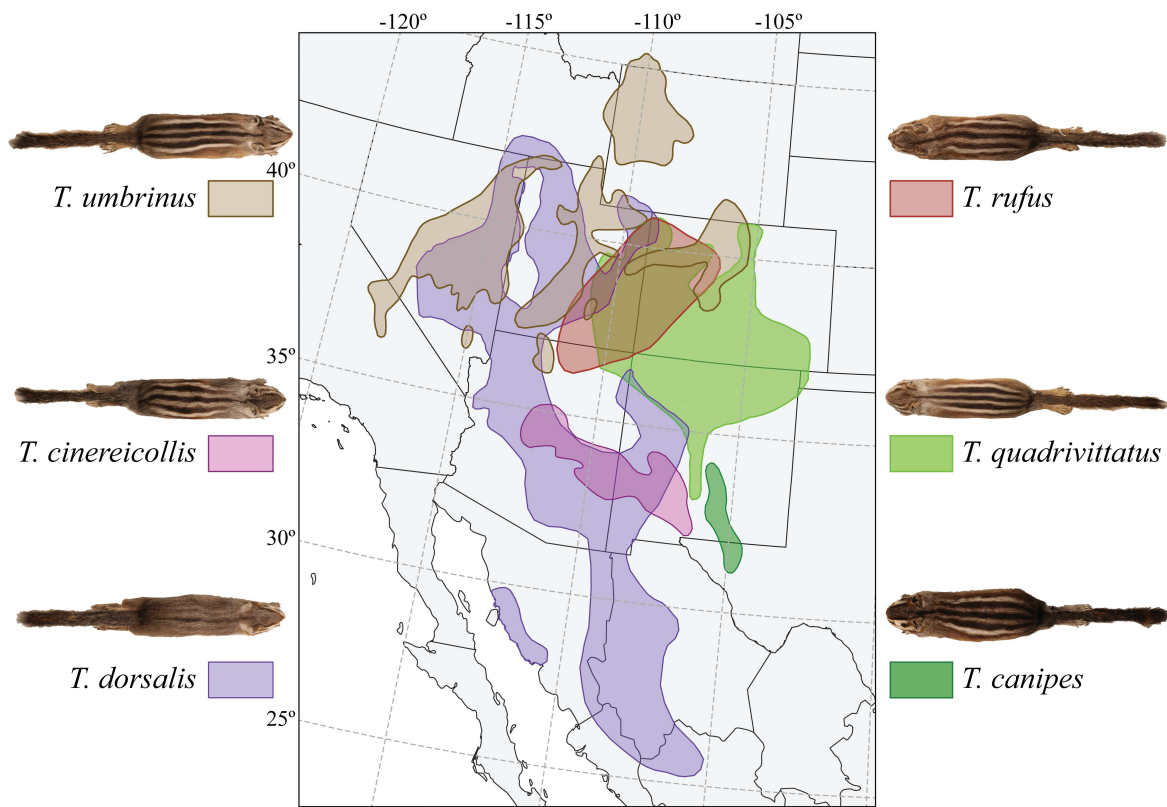 -120º -115º -110º -105º
40º
35º
30º
25º
T. umbrinus
T. cinereicollis
T. dorsalis
T. rufus
T. quadrivittatus
T. canipes